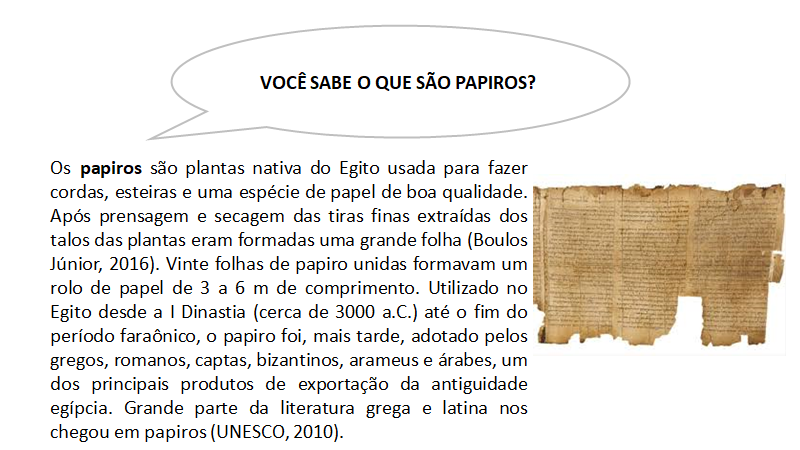 VOCÊ SABE O QUE SÃO PAPIROS?
Os papiros são plantas nativa do Egito usada para fazer
cordas, esteiras e uma espécie de papel de boa qualidade.
Após prensagem e secagem das tiras finas extraídas dos
talos das plantas eram formadas uma grande folha (Boulos
Júnior, 2016). Vinte folhas de papiro unidas formavam um
rolo de papel de 3 a 6 m de comprimento. Utilizado no
Egito desde a I Dinastia (cerca de 3000 a.C.) até o fim do
período faraônico, o papiro foi, mais tarde, adotado pelos
gregos, romanos, captas, bizantinos, arameus e árabes, um
dos principais produtos de exportação da antiguidade
egípcia. Grande parte da literatura grega e latina nos
chegou em papiros (UNESCO, 2010).